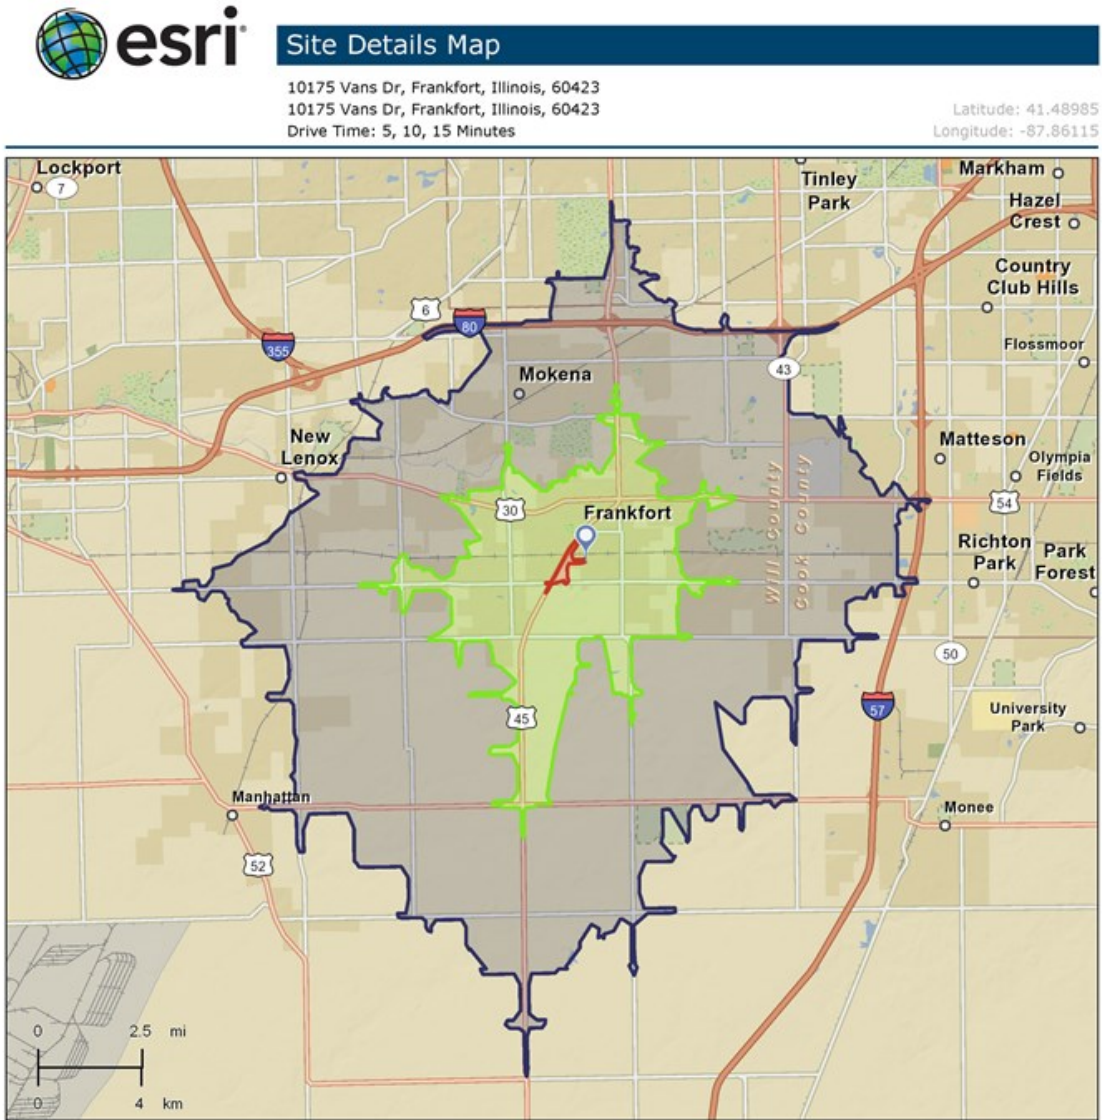 esri
Site Details Map
10175 Vans Dr, Frankfort, Illinois, 60423
10175 Vans Dr, Frankfort, Illinois, 60423
Drive Time: 5, 10, 15 Minutes
Latitude: 41.48985
Longitude: -87.86115
Lockport
7
Tinley
Park
Markham
Hazel
Crest
Country
Club Hills
6
80
355
Flossmoor
43
Mokena
New
Lenox
Matteson
Olympia
Fields
54
30
Frankfort
Will County
Cook County
Richton
Park
Park
Forest
50
57
University
Park
45
Manhattan
Monee
52
0 2.5 mi
0 4 km